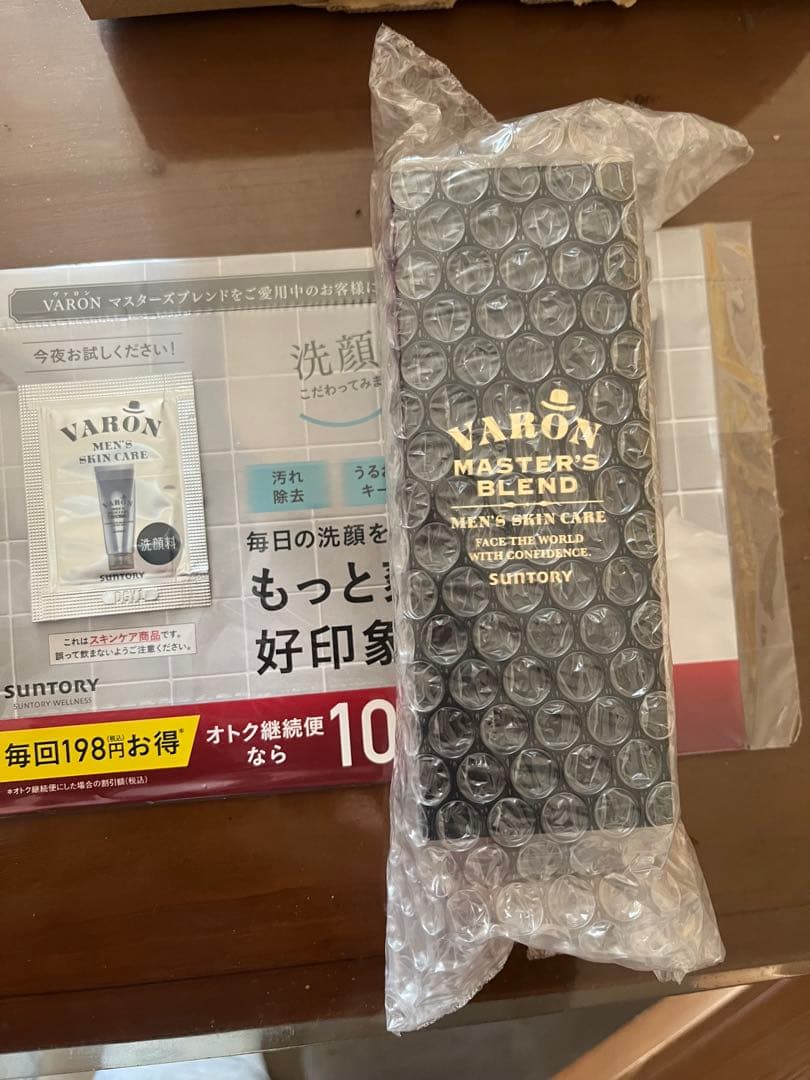 ヴァロン
VARON マスターズブレンドをご愛用中のお客様に
今夜お試しください!
VARON
MEN'S
SKIN CARE
VARON
洗顔料
SUNTORY
これはスキンケア商品です。
誤って飲まないようご注意ください。
SUNTORY
SUNTORY WELLNESS
洗顔
こだわってみま
汚れ
除去
うるお
キー
毎日の洗顔を
もっと
好印象
毎回198円(税込)お得*
*オトク継続便にした場合の割引額(税込)
オトク継続便
なら
10
VARON
MASTER'S
BLEND
MEN'S SKIN CARE
FACE THE WORLD
WITH CONFIDENCE.
SUNTORY